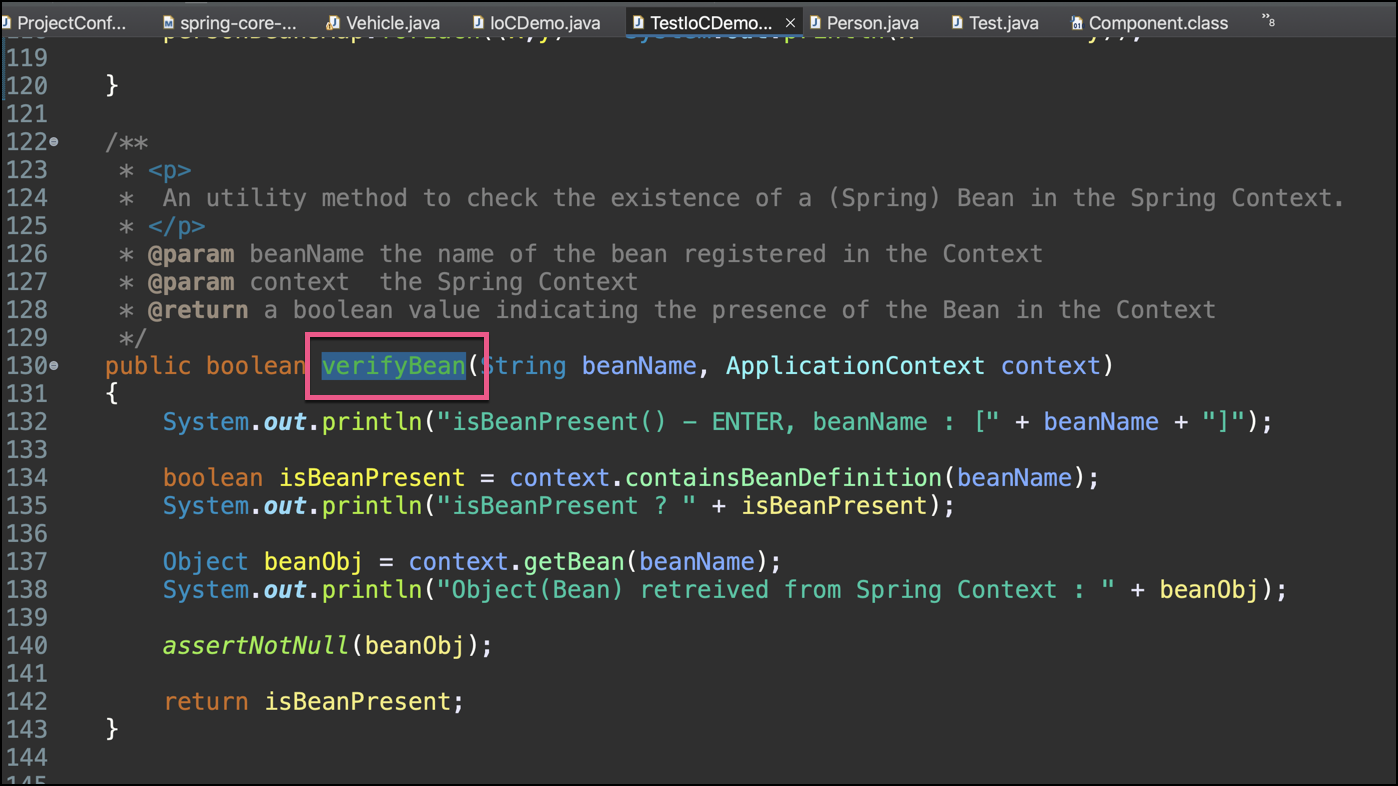 ProjectConf... spring-core-... Vehicle.java IoCDemo.java TestIoCDemo... × Person.java Test.java Component.class »8
119
120 }
121
122 /**
123 * <p>
124 * An utility method to check the existence of a (Spring) Bean in the Spring Context.
125 * </p>
126 * @param beanName the name of the bean registered in the Context
127 * @param context the Spring Context
128 * @return a boolean value indicating the presence of the Bean in the Context
129 */
130 public boolean verifyBean(String beanName, ApplicationContext context)
131 {
132 System.out.println("isBeanPresent() - ENTER, beanName : [" + beanName + "]");
133
134 boolean isBeanPresent = context.containsBeanDefinition(beanName);
135 System.out.println("isBeanPresent ? " + isBeanPresent);
136
137 Object beanObj = context.getBean(beanName);
138 System.out.println("Object(Bean) retreived from Spring Context : " + beanObj);
139
140 assertNotNull(beanObj);
141
142 return isBeanPresent;
143 }
144